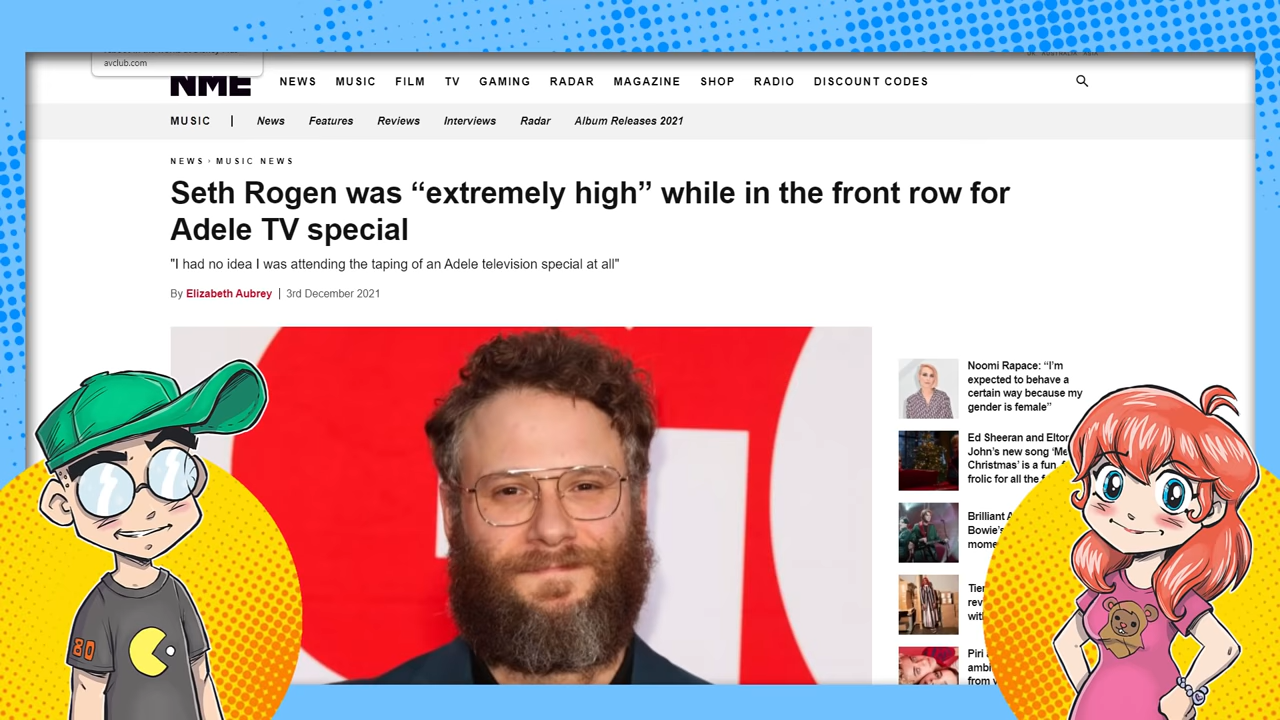 avclub.com
NME
NEWS MUSIC FILM TV GAMING RADAR MAGAZINE SHOP RADIO DISCOUNT CODES
MUSIC | News Features Reviews Interviews Radar Album Releases 2021
NEWS › MUSIC NEWS
Seth Rogen was “extremely high” while in the front row for
Adele TV special
"I had no idea I was attending the taping of an Adele television special at all"
By Elizabeth Aubrey | 3rd December 2021
Noomi Rapace: “I’m
expected to behave a
certain way because my
gender is female”
Ed Sheeran and Elton
John’s new song ‘Me
Christmas’ is a fun, f
frolic for all the f
Brilliant A
Bowie’s
mome
Tier
rev
with
Piri
ambi
from
80